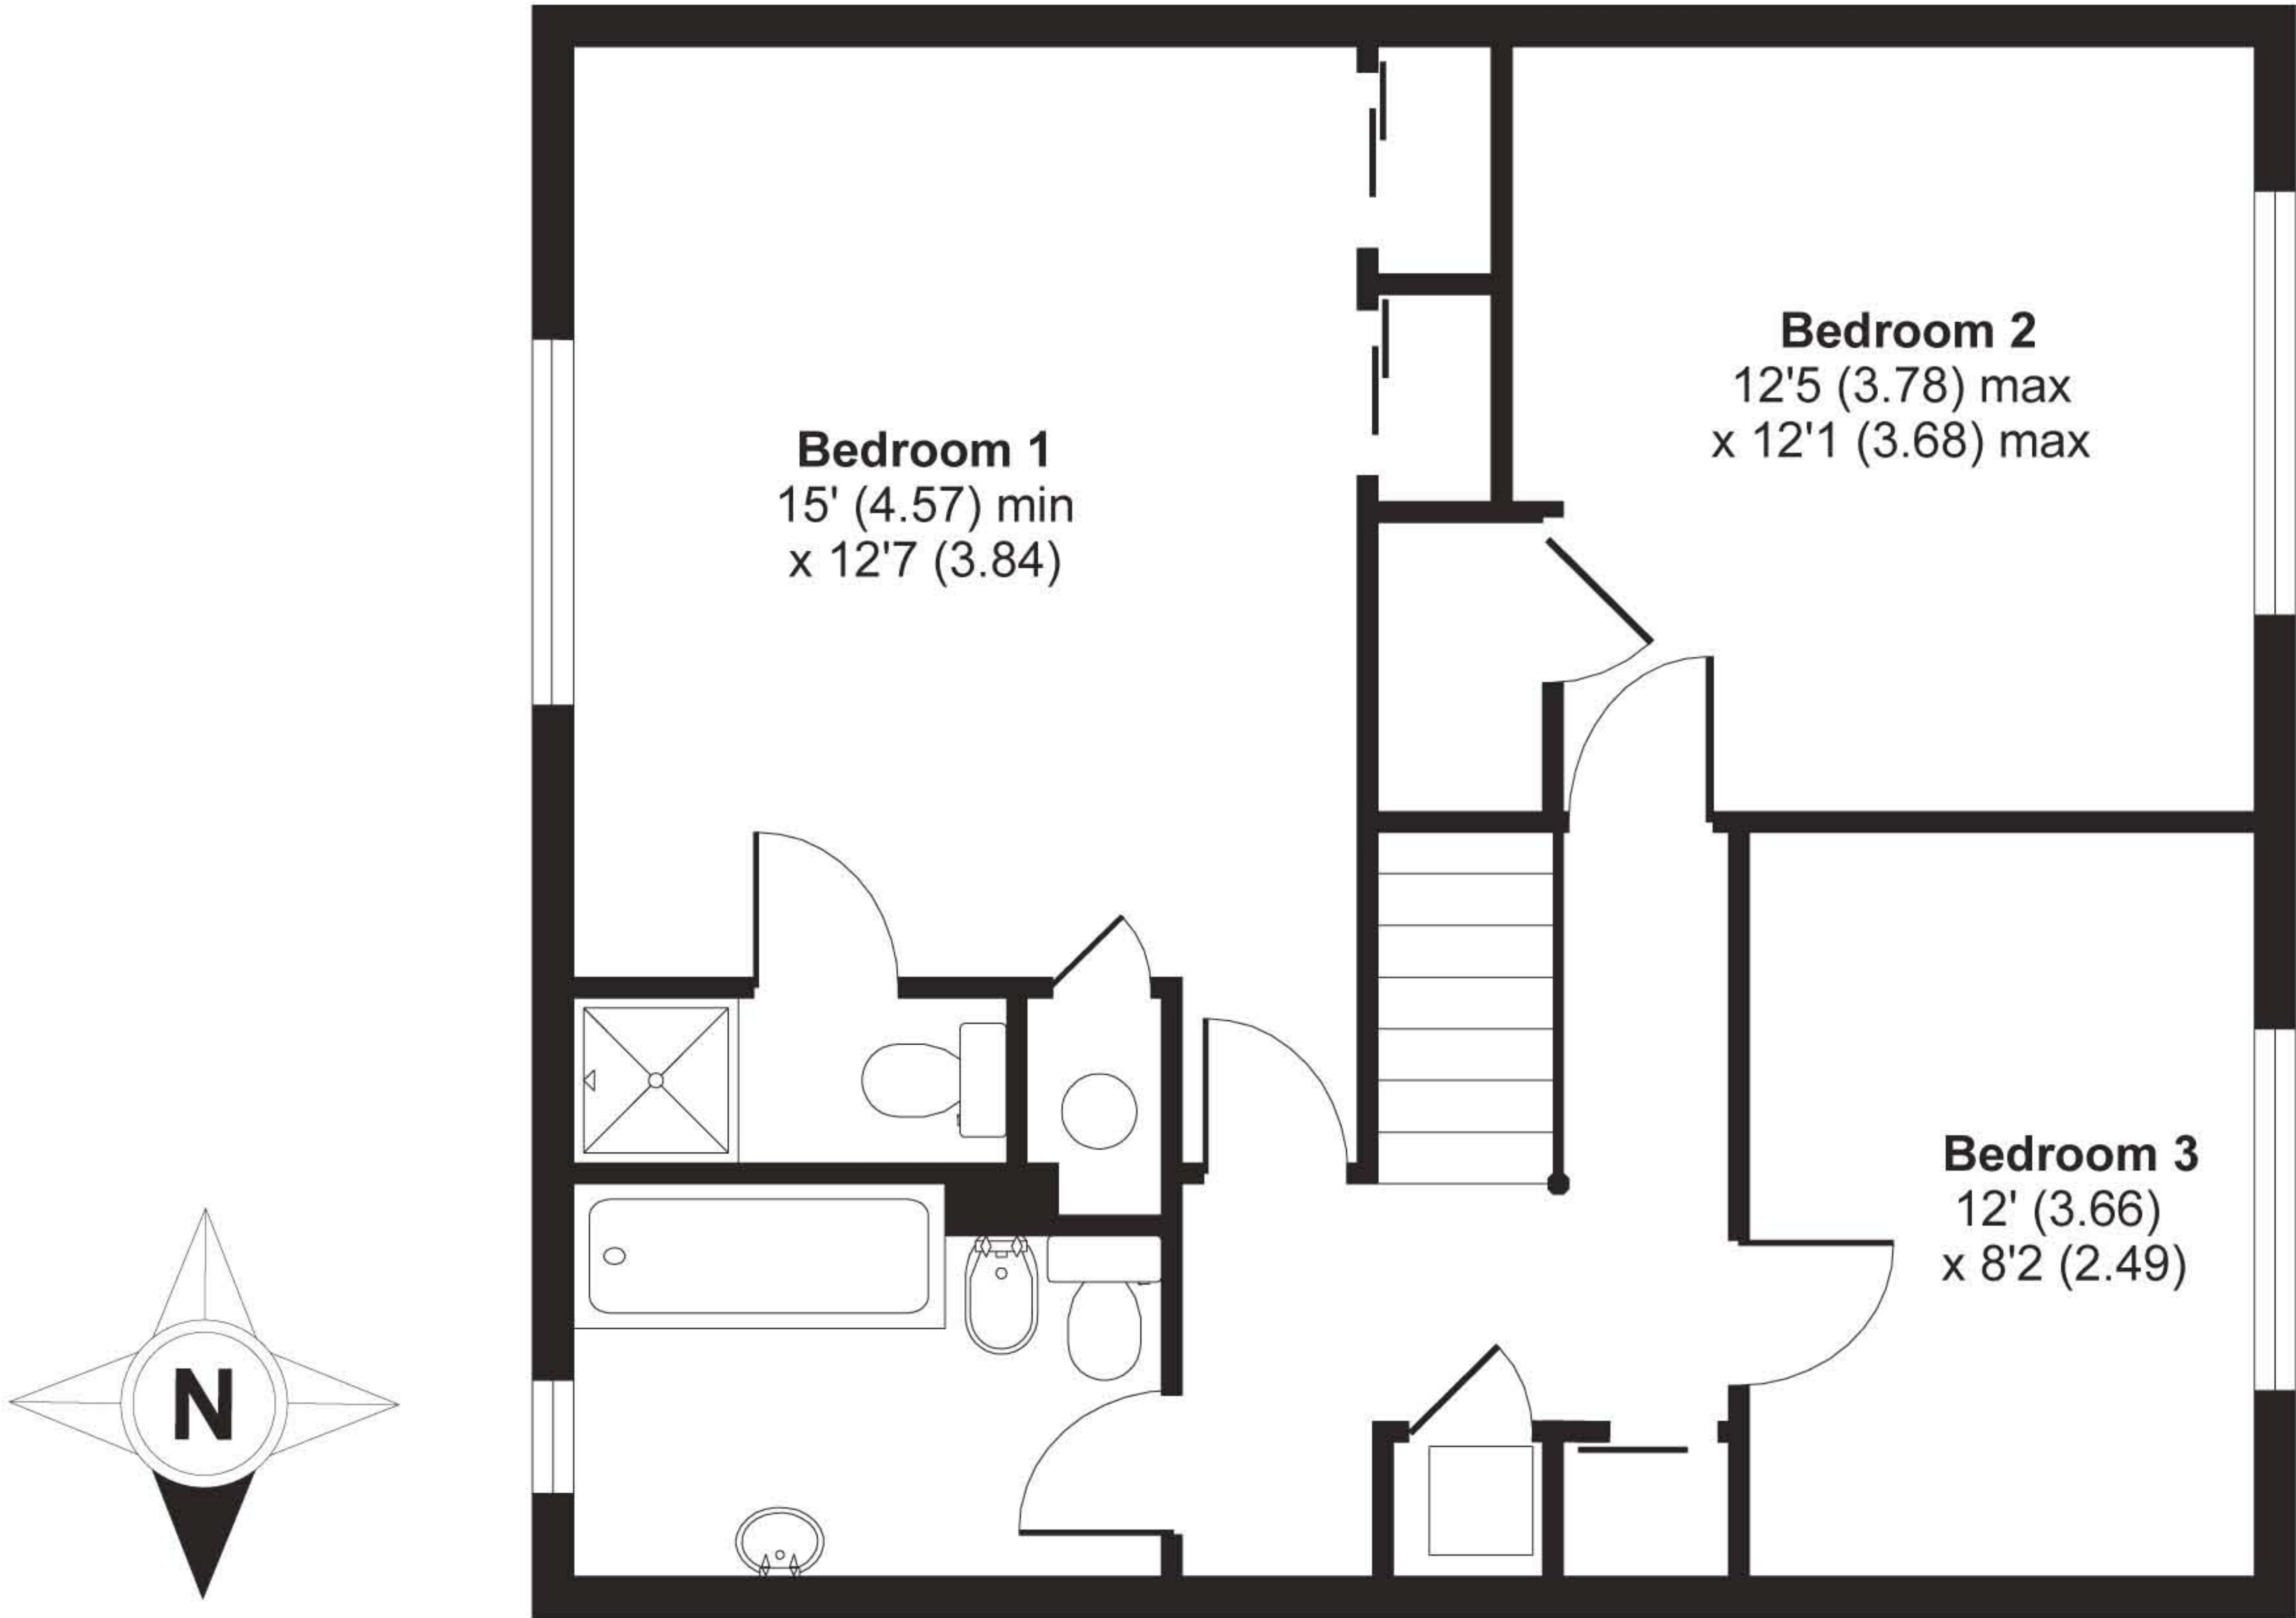 Bedroom 1
15' (4.57) min
x 12'7 (3.84)
Bedroom 2
12'5 (3.78) max
x 12'1 (3.68) max
Bedroom 3
12' (3.66)
x 8'2 (2.49)
N